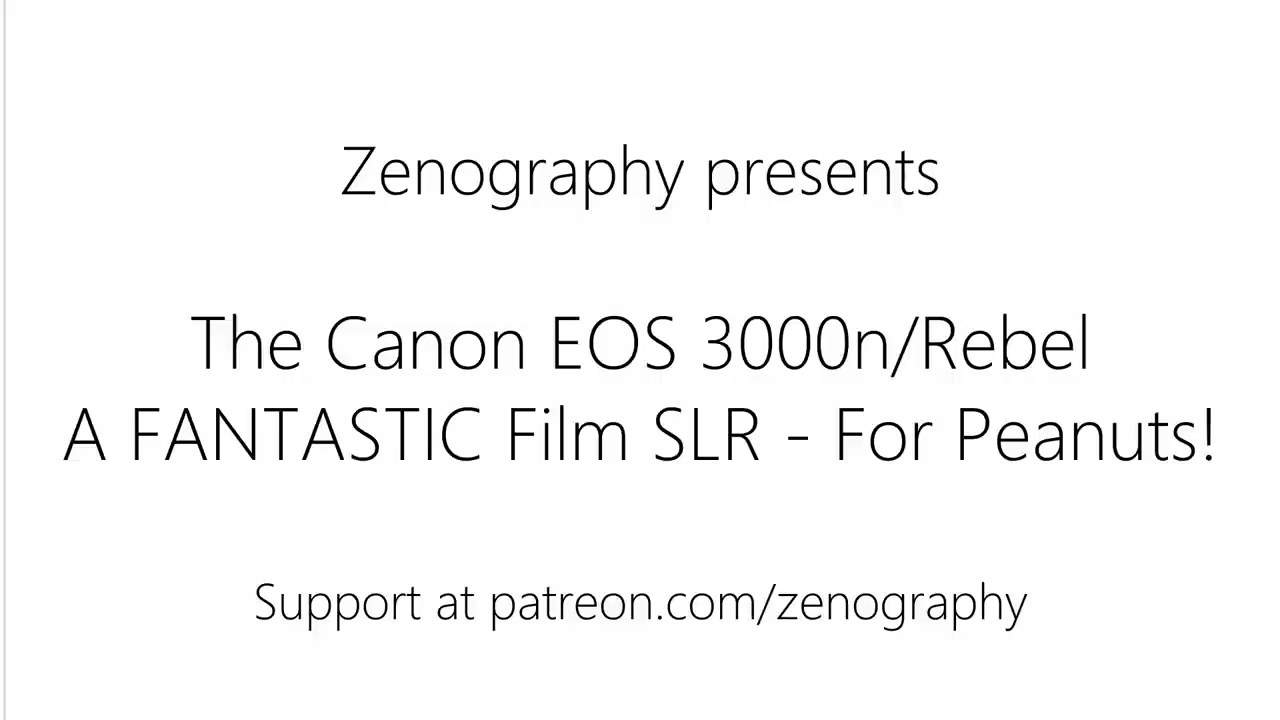 Zenography presents
The Canon EOS 3000n/Rebel
A FANTASTIC Film SLR - For Peanuts!
Support at patreon.com/zenography